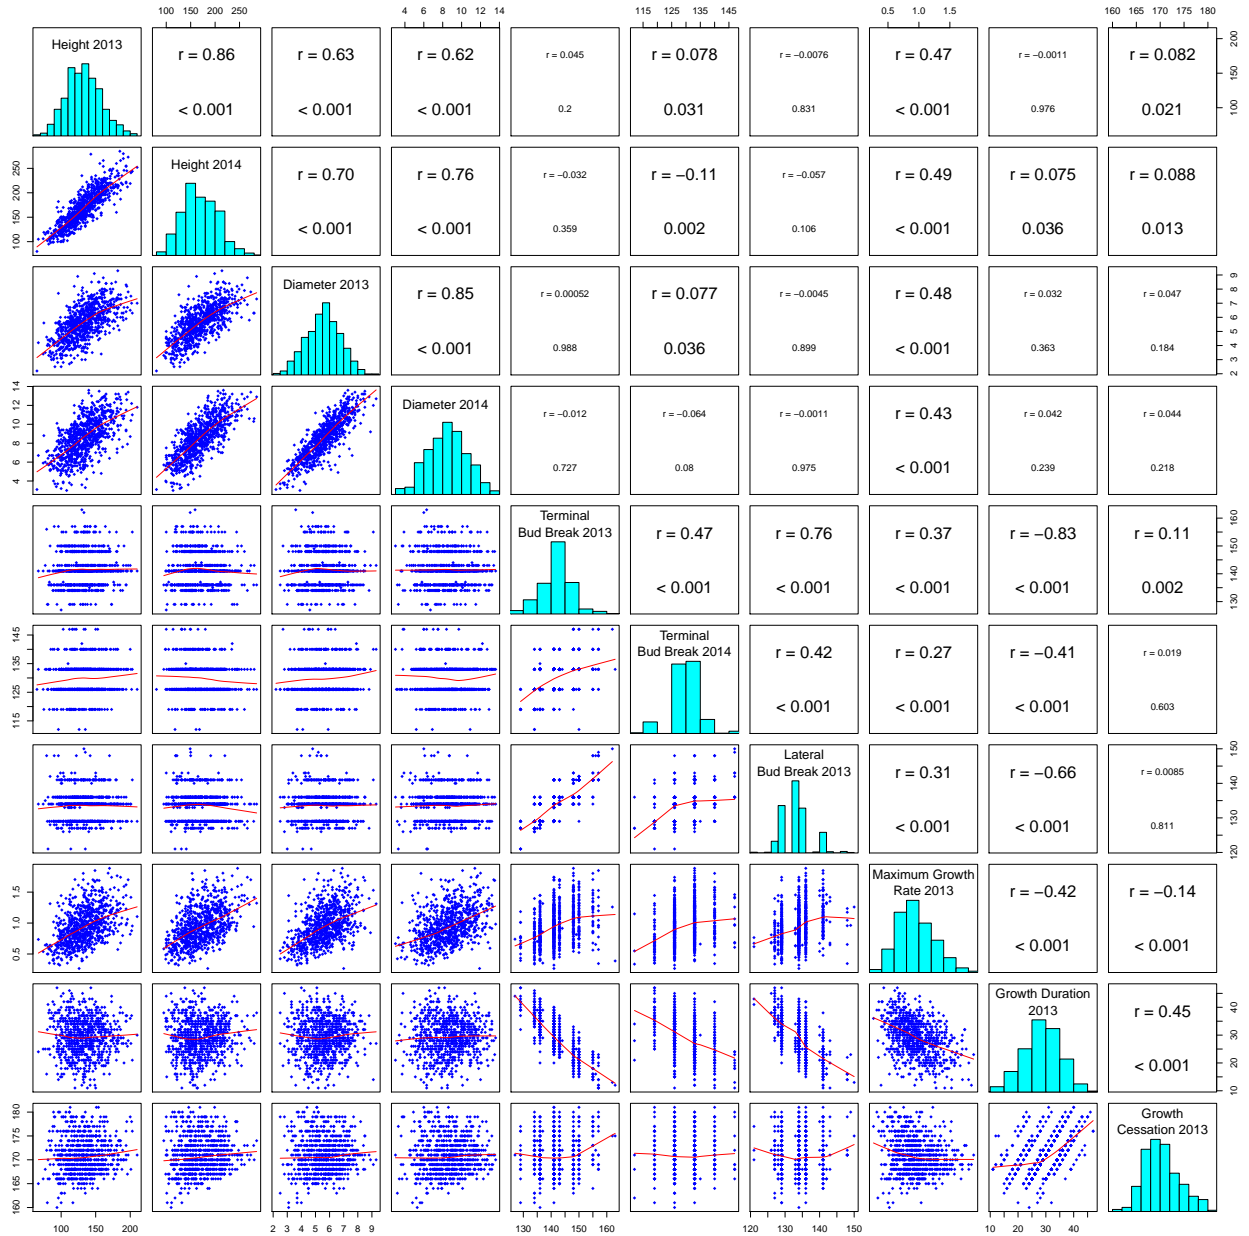 100 150 200 250
4 6 8 10 12 14
115 125 135 145
0.5 1.0 1.5
160 165 170 175 180
Height 2013
r = 0.86
r = 0.63
r = 0.62
r = 0.045
r = 0.078
r = −0.0076
r = 0.47
r = −0.0011
r = 0.082
< 0.001
< 0.001
< 0.001
0.2
0.031
0.831
< 0.001
0.976
0.021
100 150 200
Height 2014
r = 0.70
r = 0.76
r = −0.032
r = −0.11
r = −0.057
r = 0.49
r = 0.075
r = 0.088
< 0.001
< 0.001
0.359
0.002
0.106
< 0.001
0.036
0.013
100 150 200 250
Diameter 2013
r = 0.85
r = 0.00052
r = 0.077
r = −0.0045
r = 0.48
r = 0.032
r = 0.047
< 0.001
0.988
0.036
0.899
< 0.001
0.363
0.184
2 3 4 5 6 7 8 9
Diameter 2014
r = −0.012
r = −0.064
r = −0.0011
r = 0.43
r = 0.042
r = 0.044
0.727
0.08
0.975
< 0.001
0.239
0.218
4 6 8 10 12 14
Terminal
Bud Break 2013
r = 0.47
r = 0.76
r = 0.37
r = −0.83
r = 0.11
< 0.001
< 0.001
< 0.001
< 0.001
0.002
130 140 150 160
Terminal
Bud Break 2014
r = 0.42
r = 0.27
r = −0.41
r = 0.019
< 0.001
< 0.001
< 0.001
0.603
115 125 135 145
Lateral
Bud Break 2013
r = 0.31
r = −0.66
r = 0.0085
< 0.001
< 0.001
0.811
120 130 140 150
Maximum Growth
Rate 2013
r = −0.42
r = −0.14
< 0.001
< 0.001
0.5 1.0 1.5
Growth Duration
2013
r = 0.45
< 0.001
10 20 30 40
Growth
Cessation 2013
160 165 170 175 180
100 150 200
2 3 4 5 6 7 8 9
130 140 150 160
120 130 140 150
10 20 30 40